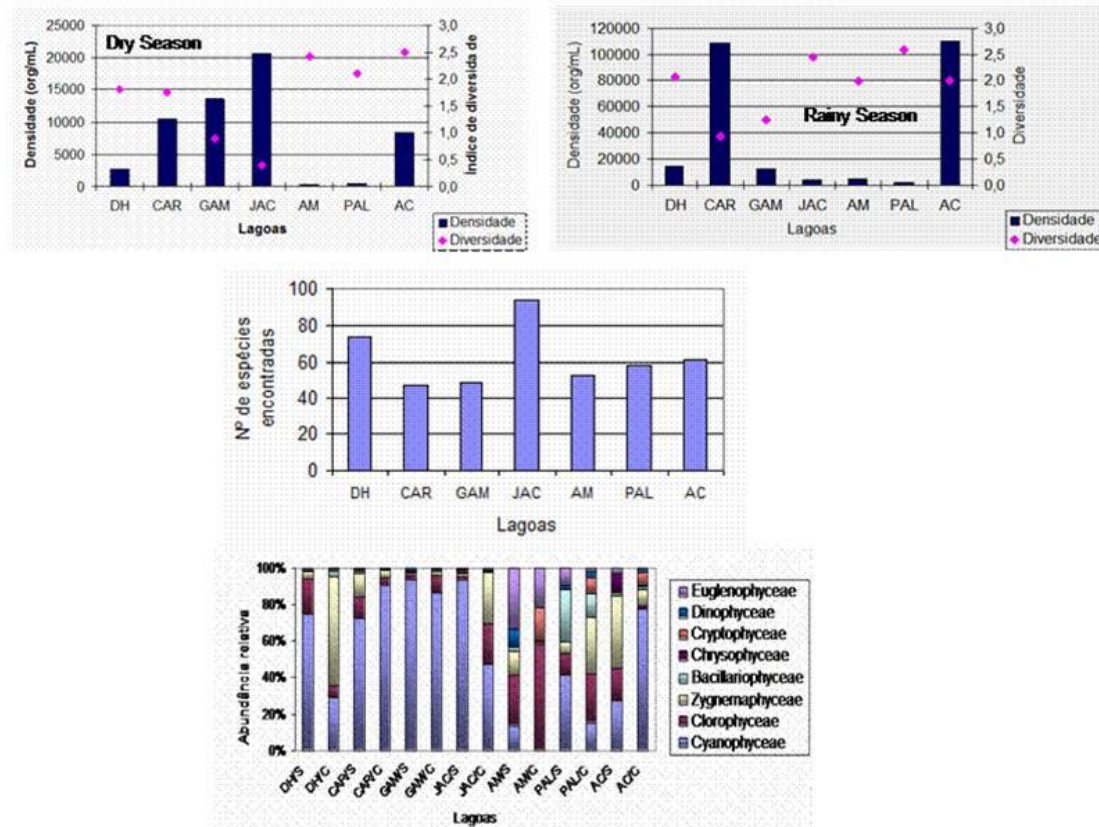 Dry Season
Densidade (org/mL)
25000
20000
15000
10000
5000
0
3,0
2,5
2,0
1,5
1,0
0,5
0,0
Índice de diversida de
DH CAR GAM JAC AM PAL AC
Lagoas
Densidade
Diversidade
Rainy Season
Densidade (org/mL)
120000
100000
80000
60000
40000
20000
0
3,0
2,5
2,0
1,5
1,0
0,5
0,0
Diversidade
DH CAR GAM JAC AM PAL AC
Lagoas
Densidade
Diversidade
Nº de espécies
encontradas
100
80
60
40
20
0
DH CAR GAM JAC AM PAL AC
Lagoas
Abundância relativa
100%
80%
60%
40%
20%
0%
DH/S DH/C CAR/S CAR/C GAM/S GAM/C JAC/S JAC/C AM/S AM/C PAL/S PAL/C AC/S AC/C
Lagoas
Euglenophyceae
Dinophyceae
Cryptophyceae
Chrysophyceae
Bacillariophyceae
Zygnemaphyceae
Clorophyceae
Cyanophyceae